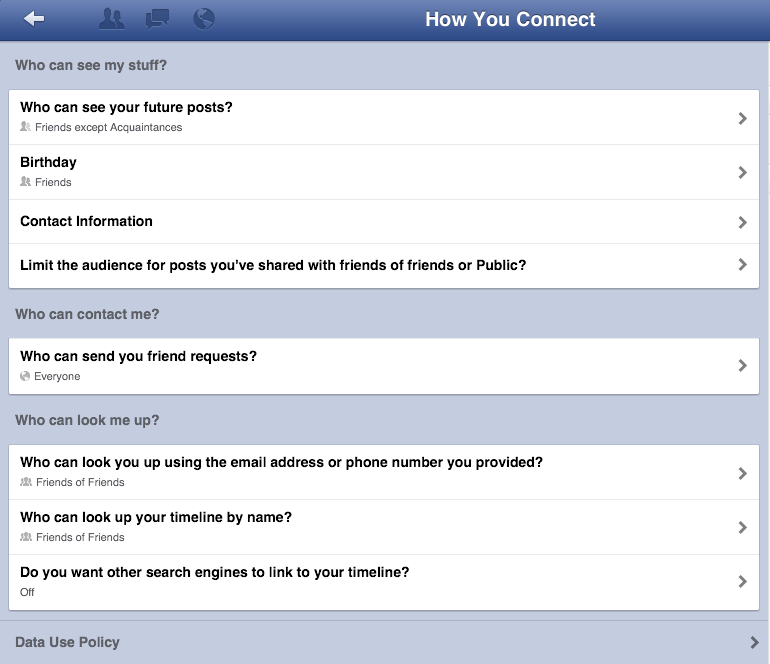 How You Connect
Who can see my stuff?
Who can see your future posts?
Friends except Acquaintances
Birthday
Friends
Contact Information
Limit the audience for posts you've shared with friends of friends or Public?
Who can contact me?
Who can send you friend requests?
Everyone
Who can look me up?
Who can look you up using the email address or phone number you provided?
Friends of Friends
Who can look up your timeline by name?
Friends of Friends
Do you want other search engines to link to your timeline?
Off
Data Use Policy